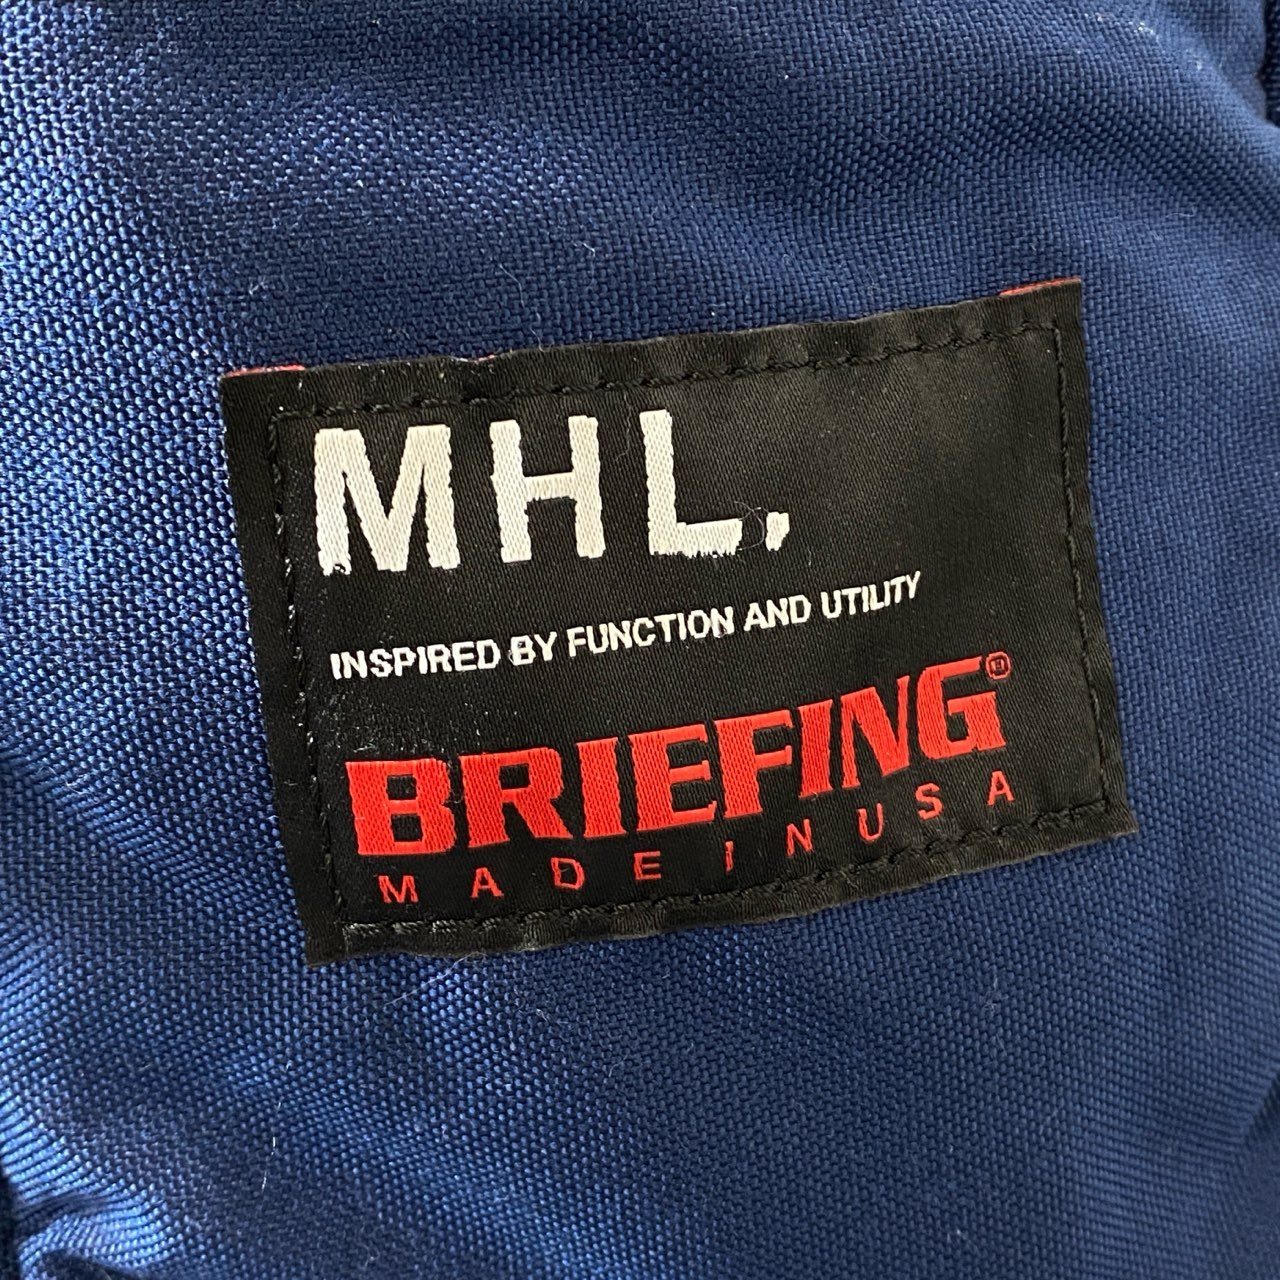 MHL.
INSPIRED BY FUNCTION AND UTILITY
BRIEFING®
MADE IN USA